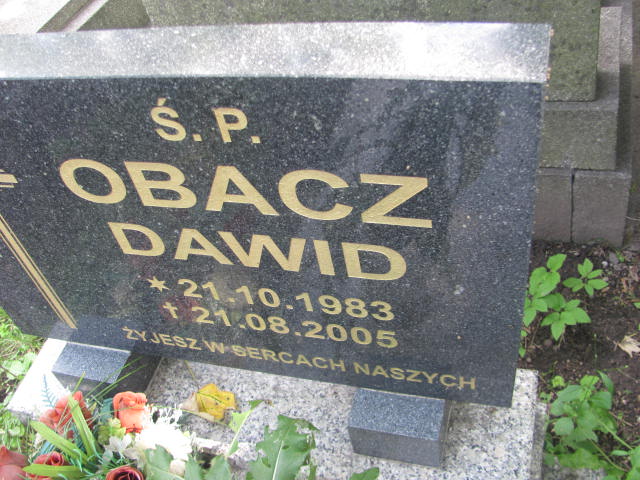 Ś. P.
OBACZ
DAWID
* 21.10.1983
† 21.08.2005
ŻYJESZ W SERCACH NASZYCH